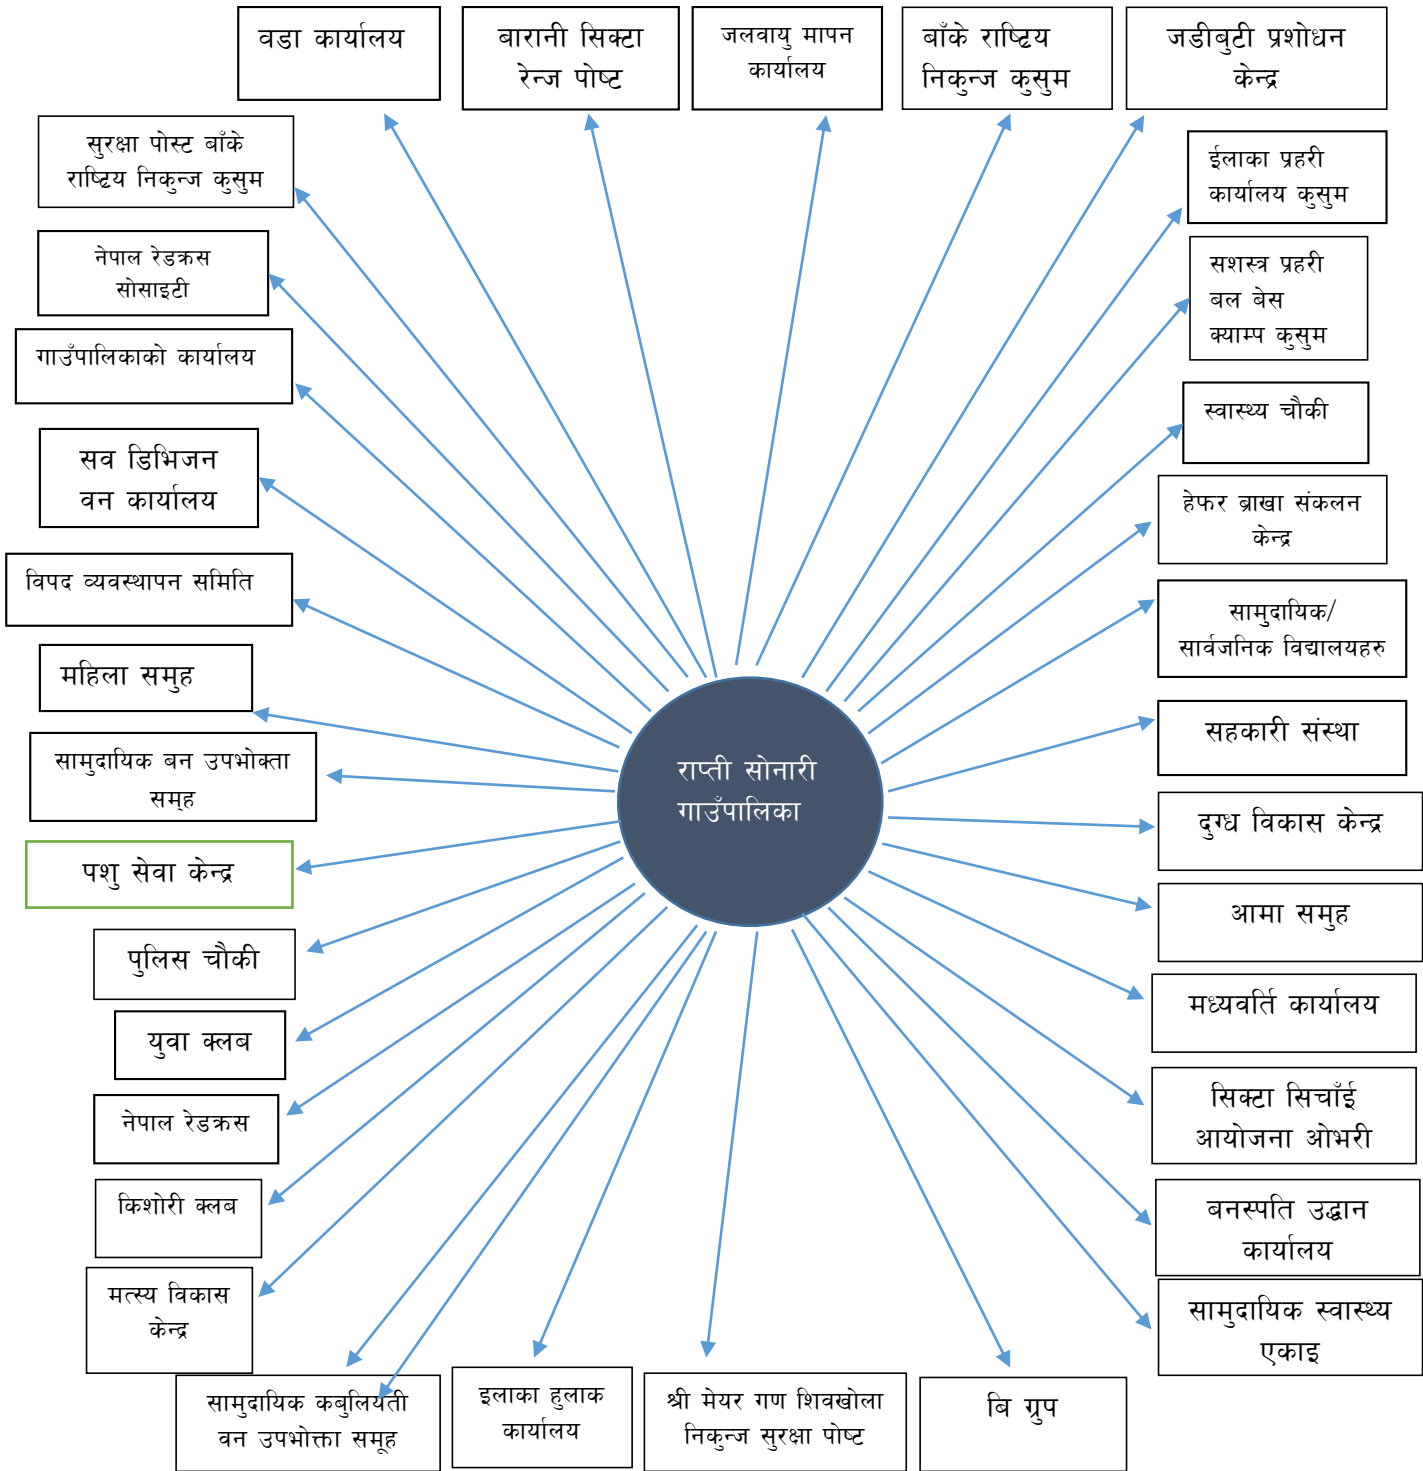 वडा कार्यालय
बारानी सिक्टा
रेन्ज पोष्ट
जलवायु मापन
कार्यालय
बाँके राष्टिय
निकुन्ज कुसुम
जडीबुटी प्रशोधन
केन्द्र
सुरक्षा पोस्ट बाँके
राष्टिय निकुन्ज कुसुम
ईलाका प्रहरी
कार्यालय कुसुम
नेपाल रेडक्रस
सोसाइटी
सशस्त्र प्रहरी
बल बेस
क्याम्प कुसुम
गाउँपालिकाको कार्यालय
स्वास्थ्य चौकी
सव डिभिजन
वन कार्यालय
हेफर ब्राखा संकलन
केन्द्र
विपद व्यवस्थापन समिति
सामुदायिक/
सार्वजनिक विद्यालयहरु
महिला समुह
सहकारी संस्था
सामुदायिक बन उपभोक्ता
समुह
राप्ती सोनारी
गाउँपालिका
दुग्ध विकास केन्द्र
पशु सेवा केन्द्र
आमा समुह
पुलिस चौकी
मध्यवर्ति कार्यालय
युवा क्लब
सिक्टा सिचाँई
आयोजना ओभरी
नेपाल रेडक्रस
किशोरी क्लब
बनस्पति उद्धान
कार्यालय
मत्स्य विकास
केन्द्र
सामुदायिक स्वास्थ्य
एकाइ
सामुदायिक कबुलियती
वन उपभोक्ता समूह
इलाका हुलाक
कार्यालय
श्री मेयर गण शिवखोला
निकुन्ज सुरक्षा पोष्ट
बि ग्रुप